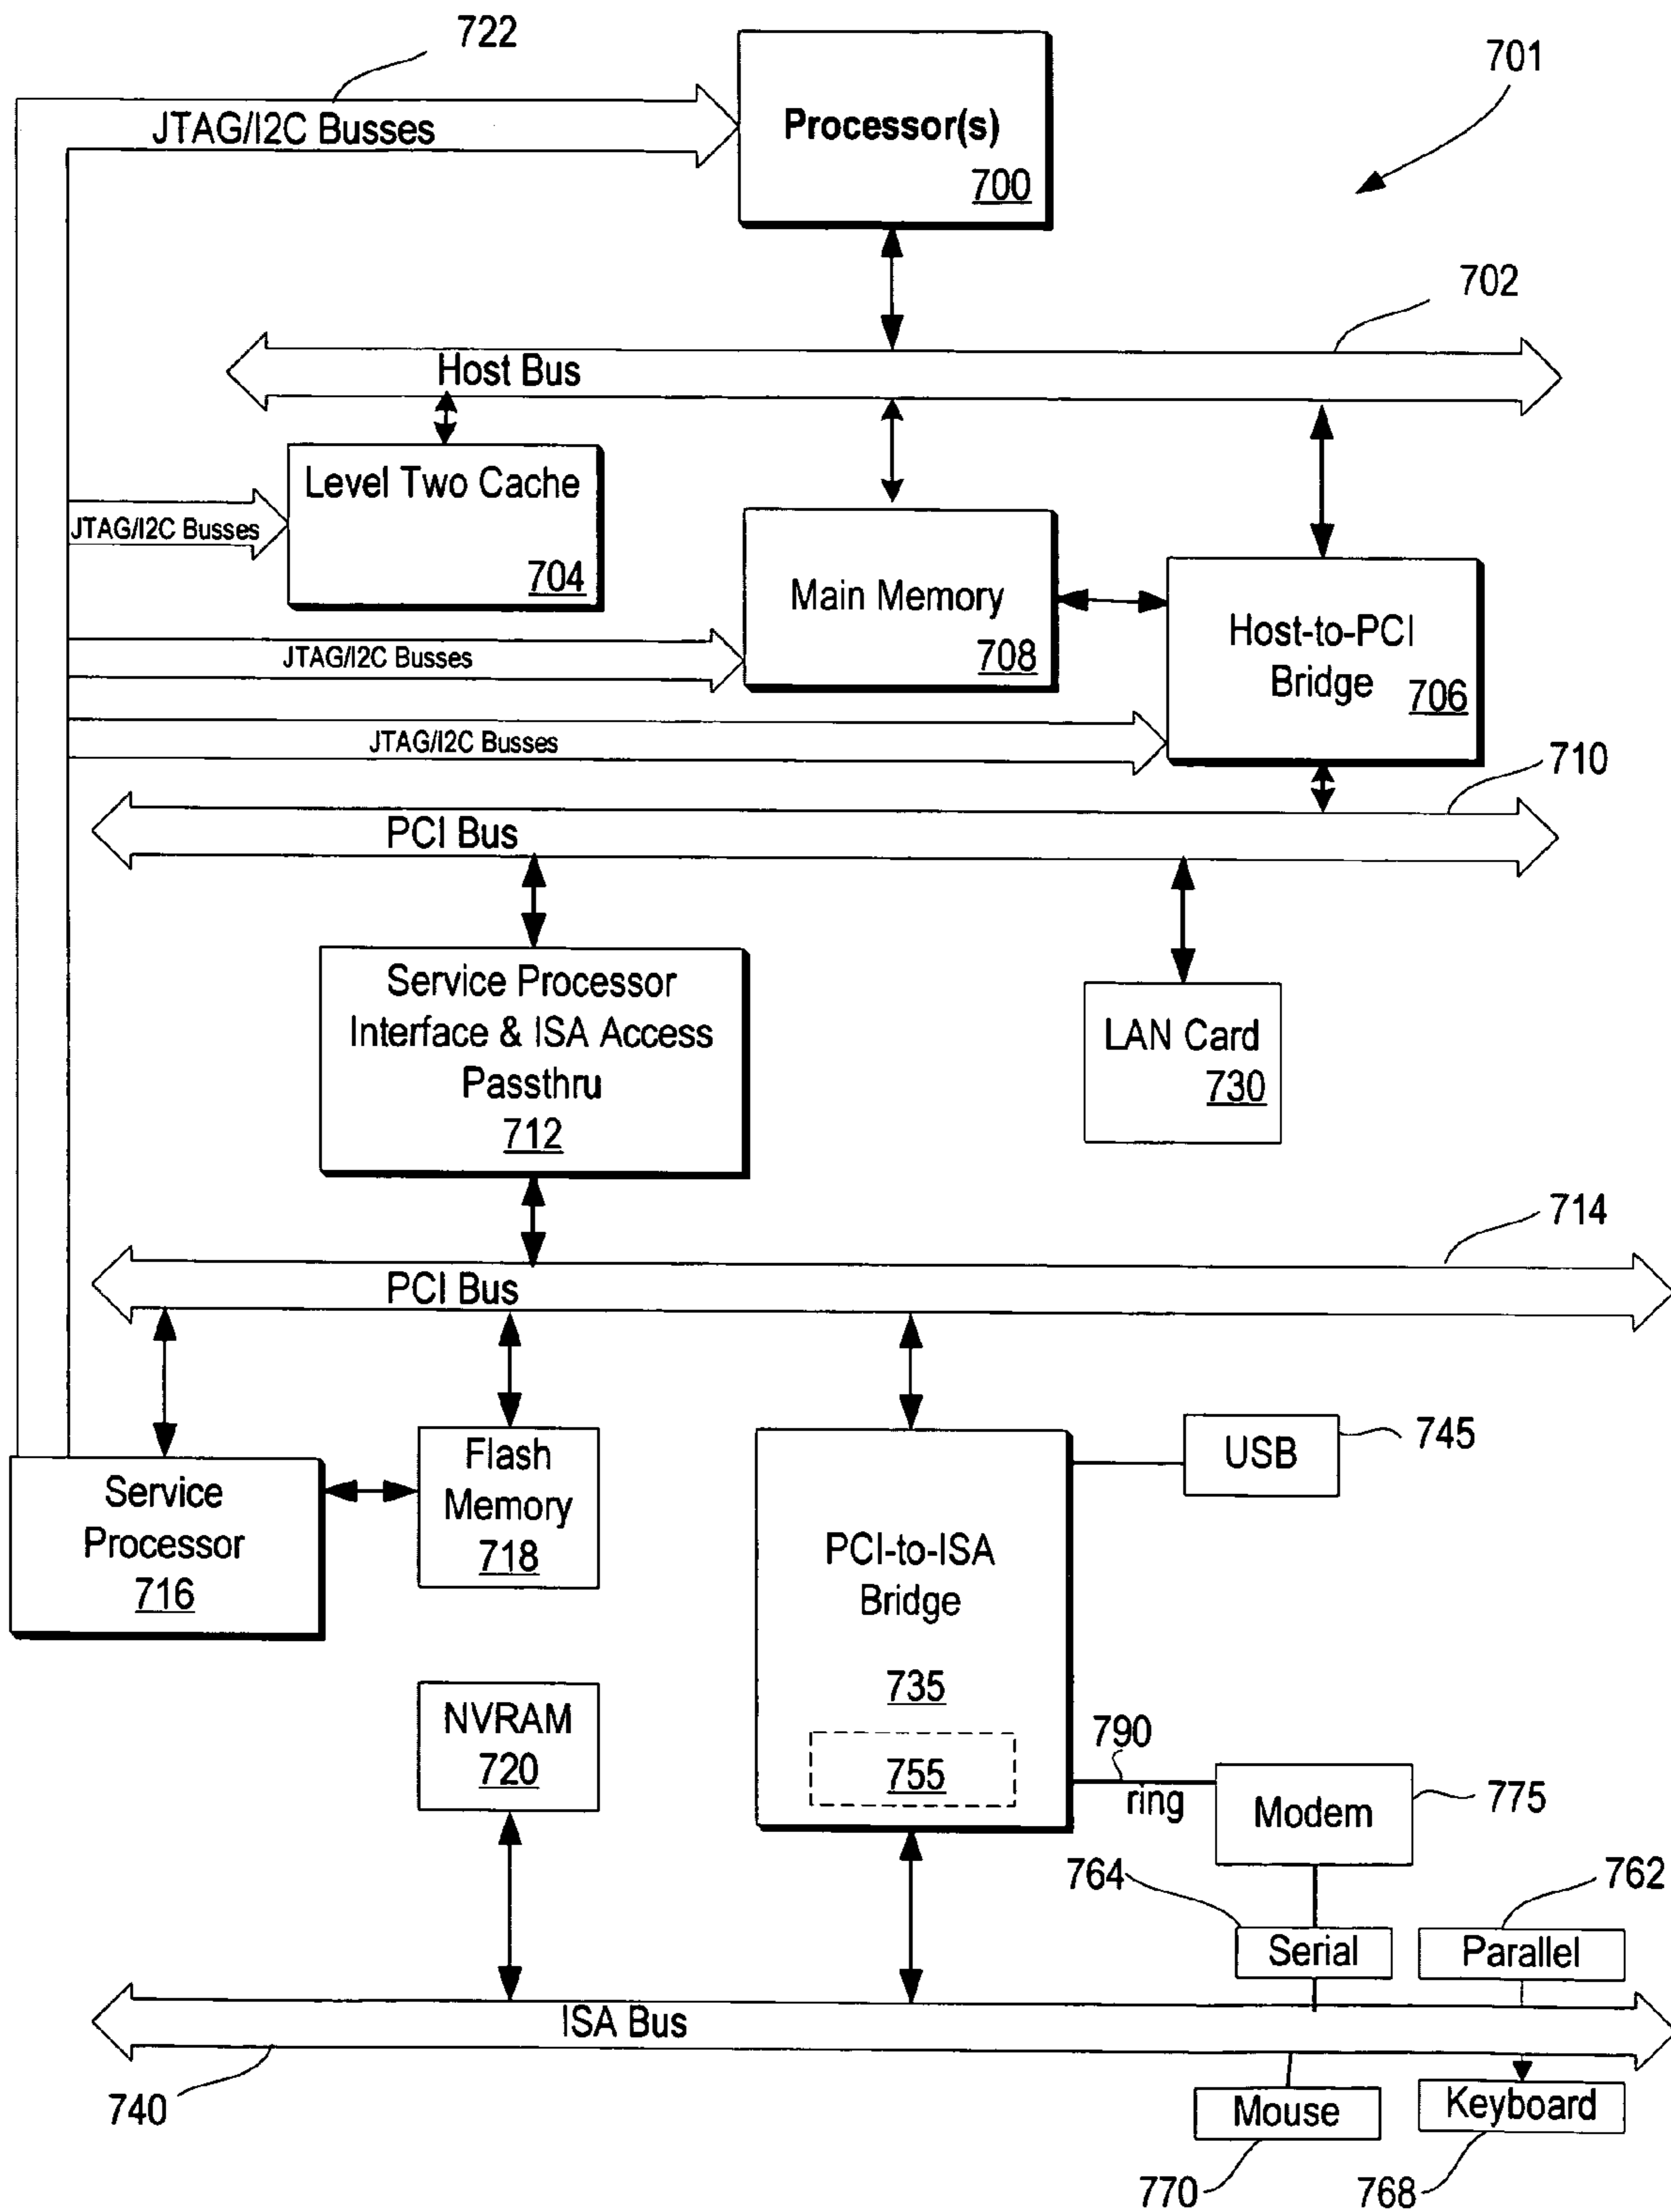 722
701
JTAG/I2C Busses
Processor(s)
700
702
Host Bus
Level Two Cache
704
JTAG/I2C Busses
Main Memory
708
Host-to-PCI
Bridge
706
JTAG/I2C Busses
JTAG/I2C Busses
710
PCI Bus
Service Processor
Interface & ISA Access
Passthru
712
LAN Card
730
714
PCI Bus
Service
Processor
716
Flash
Memory
718
USB
745
PCI-to-ISA
Bridge
735
755
NVRAM
720
790
ring
Modem
775
764
762
Serial
Parallel
ISA Bus
740
Mouse
Keyboard
770
768